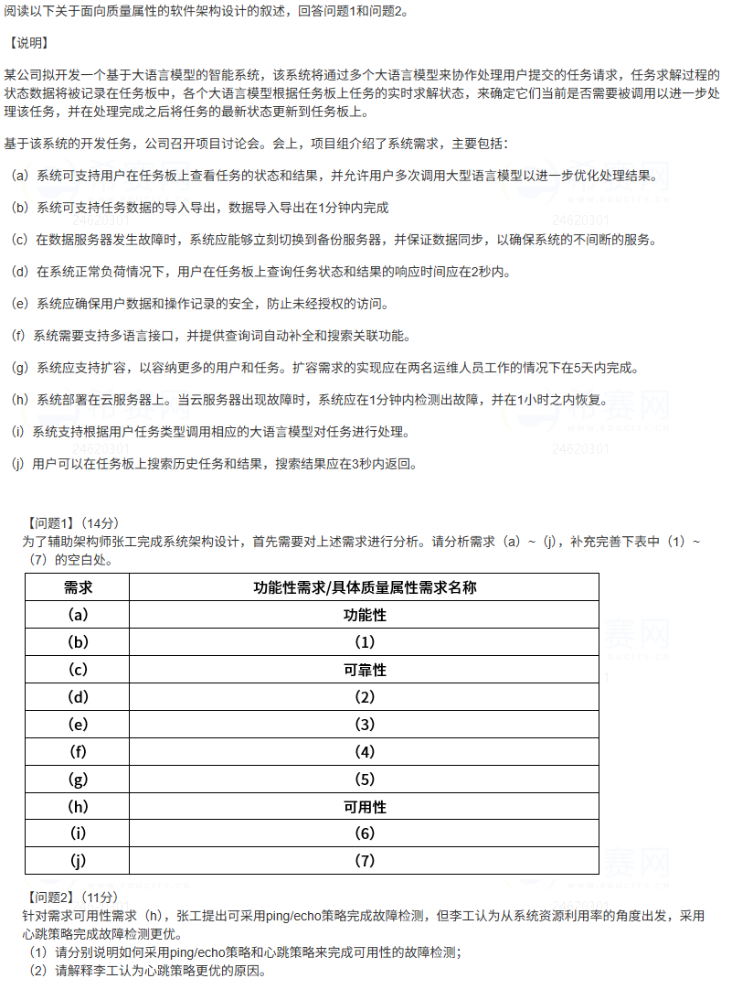 阅读以下关于面向质量属性的软件架构设计的叙述，回答问题1和问题2。
【说明】
某公司拟开发一个基于大语言模型的智能系统，该系统将通过多个大语言模型来协作处理用户提交的任务请求，任务求解过程的
状态数据将被记录在任务板中，各个大语言模型根据任务板上任务的实时求解状态，来确定它们当前是否需要被调用以进一步处
理该任务，并在处理完成之后将任务的最新状态更新到任务板上。
基于该系统的开发任务，公司召开项目讨论会。会上，项目组介绍了系统需求，主要包括：
（a）系统可支持用户在任务板上查看任务的状态和结果，并允许用户多次调用大型语言模型以进一步优化处理结果。
（b）系统可支持任务数据的导入导出，数据导入导出在1分钟内完成
（c）在数据服务器发生故障时，系统应能够立刻切换到备份服务器，并保证数据同步，以确保系统的不间断的服务。
（d）在系统正常负荷情况下，用户在任务板上查询任务状态和结果的响应时间应在2秒内。
（e）系统应确保用户数据和操作记录的安全，防止未经授权的访问。
（f）系统需要支持多语言接口，并提供查询词自动补全和搜索关联功能。
（g）系统应支持扩容，以容纳更多的用户和任务。扩容需求的实现应在两名运维人员工作的情况下在5天内完成。
（h）系统部署在云服务器上。当云服务器出现故障时，系统应在1分钟内检测出故障，并在1小时之内恢复。
（i）系统支持根据用户任务类型调用相应的大语言模型对任务进行处理。
（j）用户可以在任务板上搜索历史任务和结果，搜索结果应在3秒内返回。
【问题1】（14分）
为了辅助架构师张工完成系统架构设计，首先需要对上述需求进行分析。请分析需求（a）~（j），补充完善下表中（1）~
（7）的空白处。
需求 功能性需求/具体质量属性需求名称
（a） 功能性
（b） （1）
（c） 可靠性
（d） （2）
（e） （3）
（f） （4）
（g） （5）
（h） 可用性
（i） （6）
（j） （7）
【问题2】（11分）
针对需求可用性需求（h），张工提出可采用ping/echo策略完成故障检测，但李工认为从系统资源利用率的角度出发，采用
心跳策略完成故障检测更优。
（1）请分别说明如何采用ping/echo策略和心跳策略来完成可用性的故障检测；
（2）请解释李工认为心跳策略更优的原因。
希赛网
WWW.EDUCITY.CN
24620301
24620301
希赛网
希赛网
WWW.EDUCITY.CN
24620301
24620301
赛网
赛网